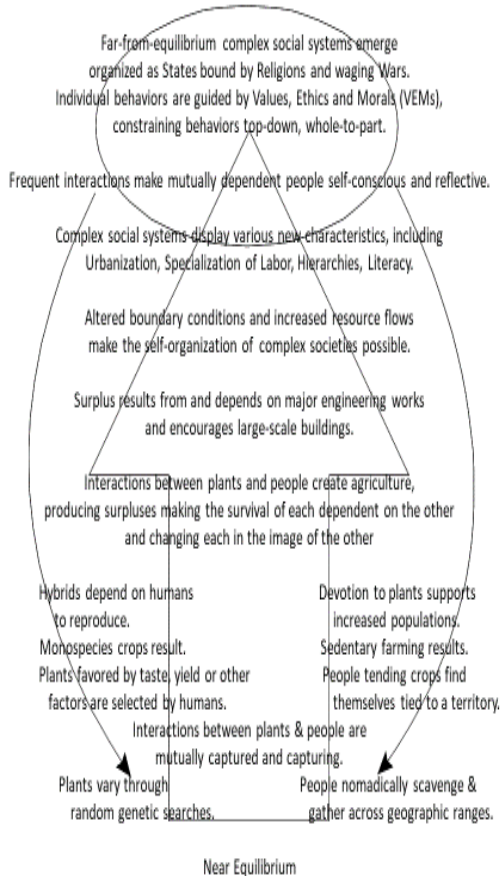 Far-from-equilibrium complex social systems emerge
organized as States bound by Religions and waging Wars.
Individual behaviors are guided by Values, Ethics and Morals (VEMs),
constraining behaviors top-down, whole-to-part.
Frequent interactions make mutually dependent people self-conscious and reflective.
Complex social systems display various new characteristics, including
Urbanization, Specialization of Labor, Hierarchies, Literacy.
Altered boundary conditions and increased resource flows
make the self-organization of complex societies possible.
Surplus results from and depends on major engineering works
and encourages large-scale buildings.
Interactions between plants and people create agriculture,
producing surpluses making the survival of each dependent on the other
and changing each in the image of the other
Hybrids depend on humans
to reproduce.
Monospecies crops result.
Plants favored by taste, yield or other
factors are selected by humans.
Devotion to plants supports
increased populations.
Sedentary farming results.
People tending crops find
themselves tied to a territory.
Interactions between plants & people are
mutually captured and capturing.
Plants vary through
random genetic searches.
People nomadically scavenge &
gather across geographic ranges.
Near Equilibrium